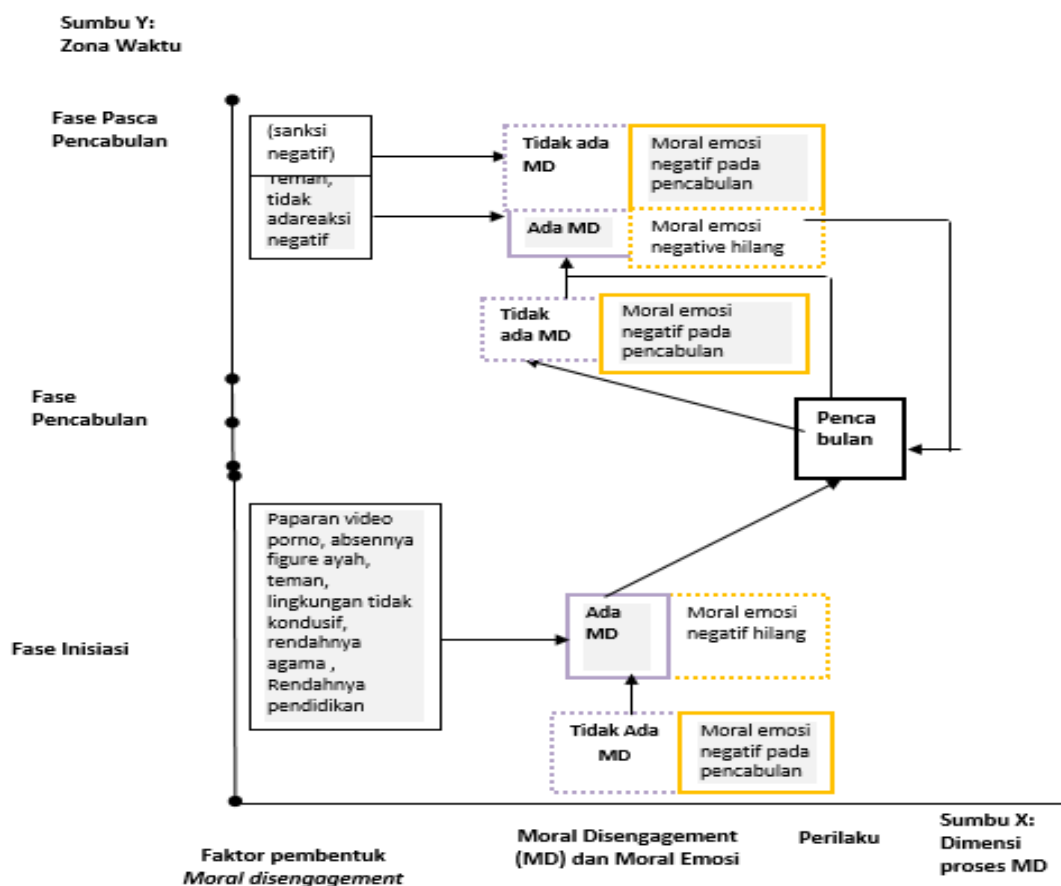 Sumbu Y:
Zona Waktu
Fase Pasca
Pencabulan
(sanksi
negatif)
Teman,
tidak
adareaksi
negatif
Tidak ada
MD
Moral emosi
negatif pada
pencabulan
Ada MD
Moral emosi
negative hilang
Tidak
ada MD
Moral emosi
negatif pada
pencabulan
Fase
Pencabulan
Penca
bulan
Fase Inisiasi
Paparan video
porno, absennya
figure ayah,
teman,
lingkungan tidak
kondusif,
rendahnya
agama ,
Rendahnya
pendidikan
Ada
MD
Moral emosi
negatif hilang
Tidak Ada
MD
Moral emosi
negatif pada
pencabulan
Faktor pembentuk
Moral disengagement
Moral Disengagement
(MD) dan Moral Emosi
Perilaku
Sumbu X:
Dimensi
proses MD